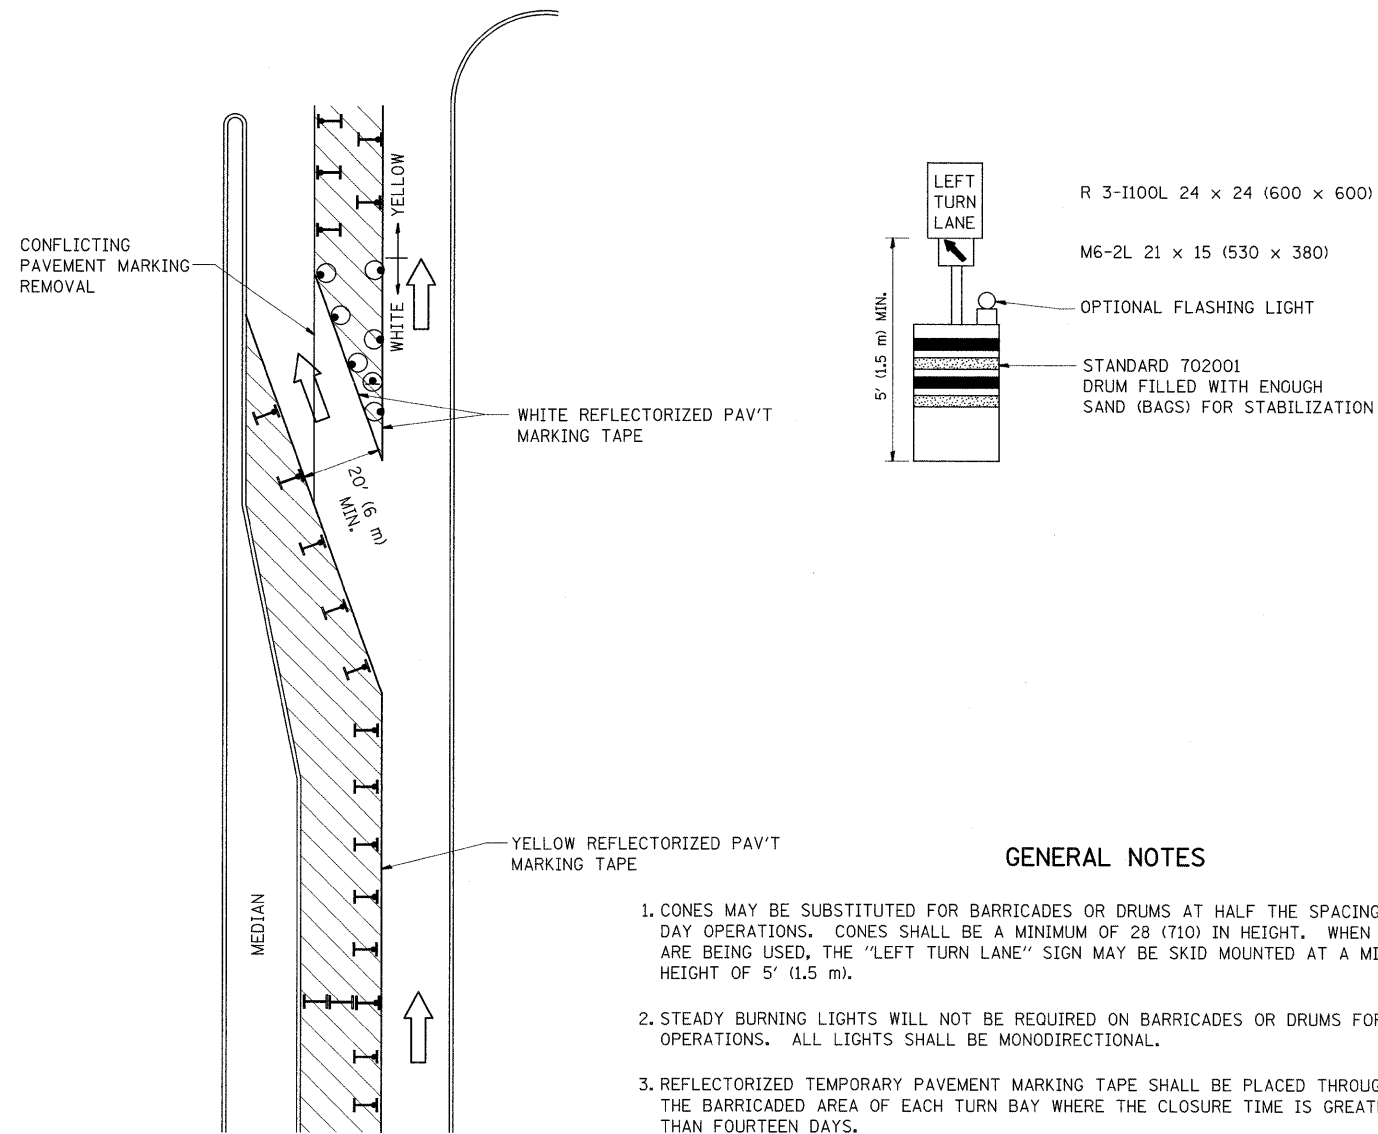 YELLOW
WHITE
CONFLICTING
PAVEMENT MARKING
REMOVAL
WHITE REFLECTORIZED PAV'T
MARKING TAPE
20' (6 m)
MIN.
YELLOW REFLECTORIZED PAV'T
MARKING TAPE
MEDIAN
LEFT
TURN
LANE
R 3-I100L 24 x 24 (600 x 600)
M6-2L 21 x 15 (530 x 380)
OPTIONAL FLASHING LIGHT
5' (1.5 m) MIN.
STANDARD 702001
DRUM FILLED WITH ENOUGH
SAND (BAGS) FOR STABILIZATION
GENERAL NOTES
1. CONES MAY BE SUBSTITUTED FOR BARRICADES OR DRUMS AT HALF THE SPACING
DAY OPERATIONS. CONES SHALL BE A MINIMUM OF 28 (710) IN HEIGHT. WHEN
ARE BEING USED, THE "LEFT TURN LANE" SIGN MAY BE SKID MOUNTED AT A MI
HEIGHT OF 5' (1.5 m).
2. STEADY BURNING LIGHTS WILL NOT BE REQUIRED ON BARRICADES OR DRUMS FOR
OPERATIONS. ALL LIGHTS SHALL BE MONODIRECTIONAL.
3. REFLECTORIZED TEMPORARY PAVEMENT MARKING TAPE SHALL BE PLACED THROUG
THE BARRICADED AREA OF EACH TURN BAY WHERE THE CLOSURE TIME IS GREAT
THAN FOURTEEN DAYS.